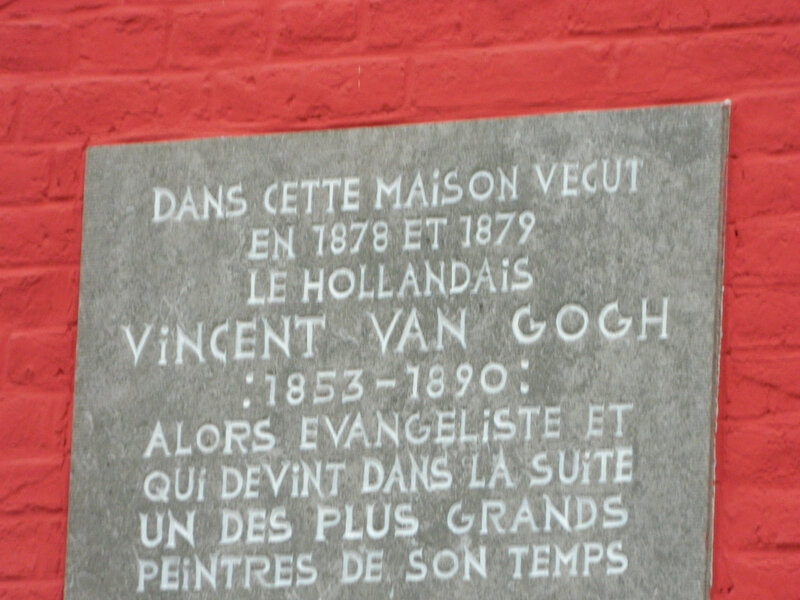 DANS CETTE MAiSON VECUT
EN 1878 ET 1879
LE HOLLANDAiS
ViNCENT VAN GOGH
:1853-1890:
ALORS EVANGELiSTE ET
QUi DEViNT DANS LA SUiTE
UN DES PLUS GRANDS
PEiNTRES DE SON TEMPS